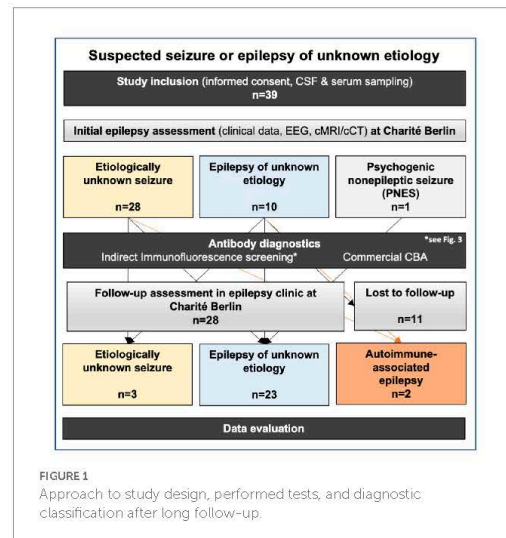 Suspected seizure or epilepsy of unknown etiology
Study inclusion (informed consent, CSF & serum sampling)
n=39
Initial epilepsy assessment (clinical data, EEG, cMRI/cCT) at Charité Berlin
Etiologically
unknown seizure
n=28
Epilepsy of unknown
etiology
n=10
Psychogenic
nonepileptic seizure
(PNES)
n=1
*see Fig. 3
Antibody diagnostics
Indirect Immunofluorescence screening* Commercial CBA
Follow-up assessment in epilepsy clinic at
Charité Berlin
n=28
Lost to follow-up
n=11
Etiologically
unknown seizure
n=3
Epilepsy of unknown
etiology
n=23
Autoimmune-
associated
epilepsy
n=2
Data evaluation
FIGURE 1
Approach to study design, performed tests, and diagnostic
classification after long follow-up.